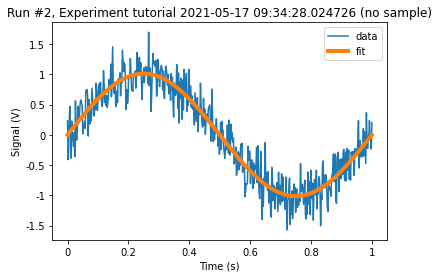 Run #2, Experiment tutorial 2021-05-17 09:34:28.024726 (no sample)
data
fit
Signal (V)
1.5
1
0.5
0
-0.5
-1
-1.5
0
0.2
0.4
0.6
0.8
1
Time (s)